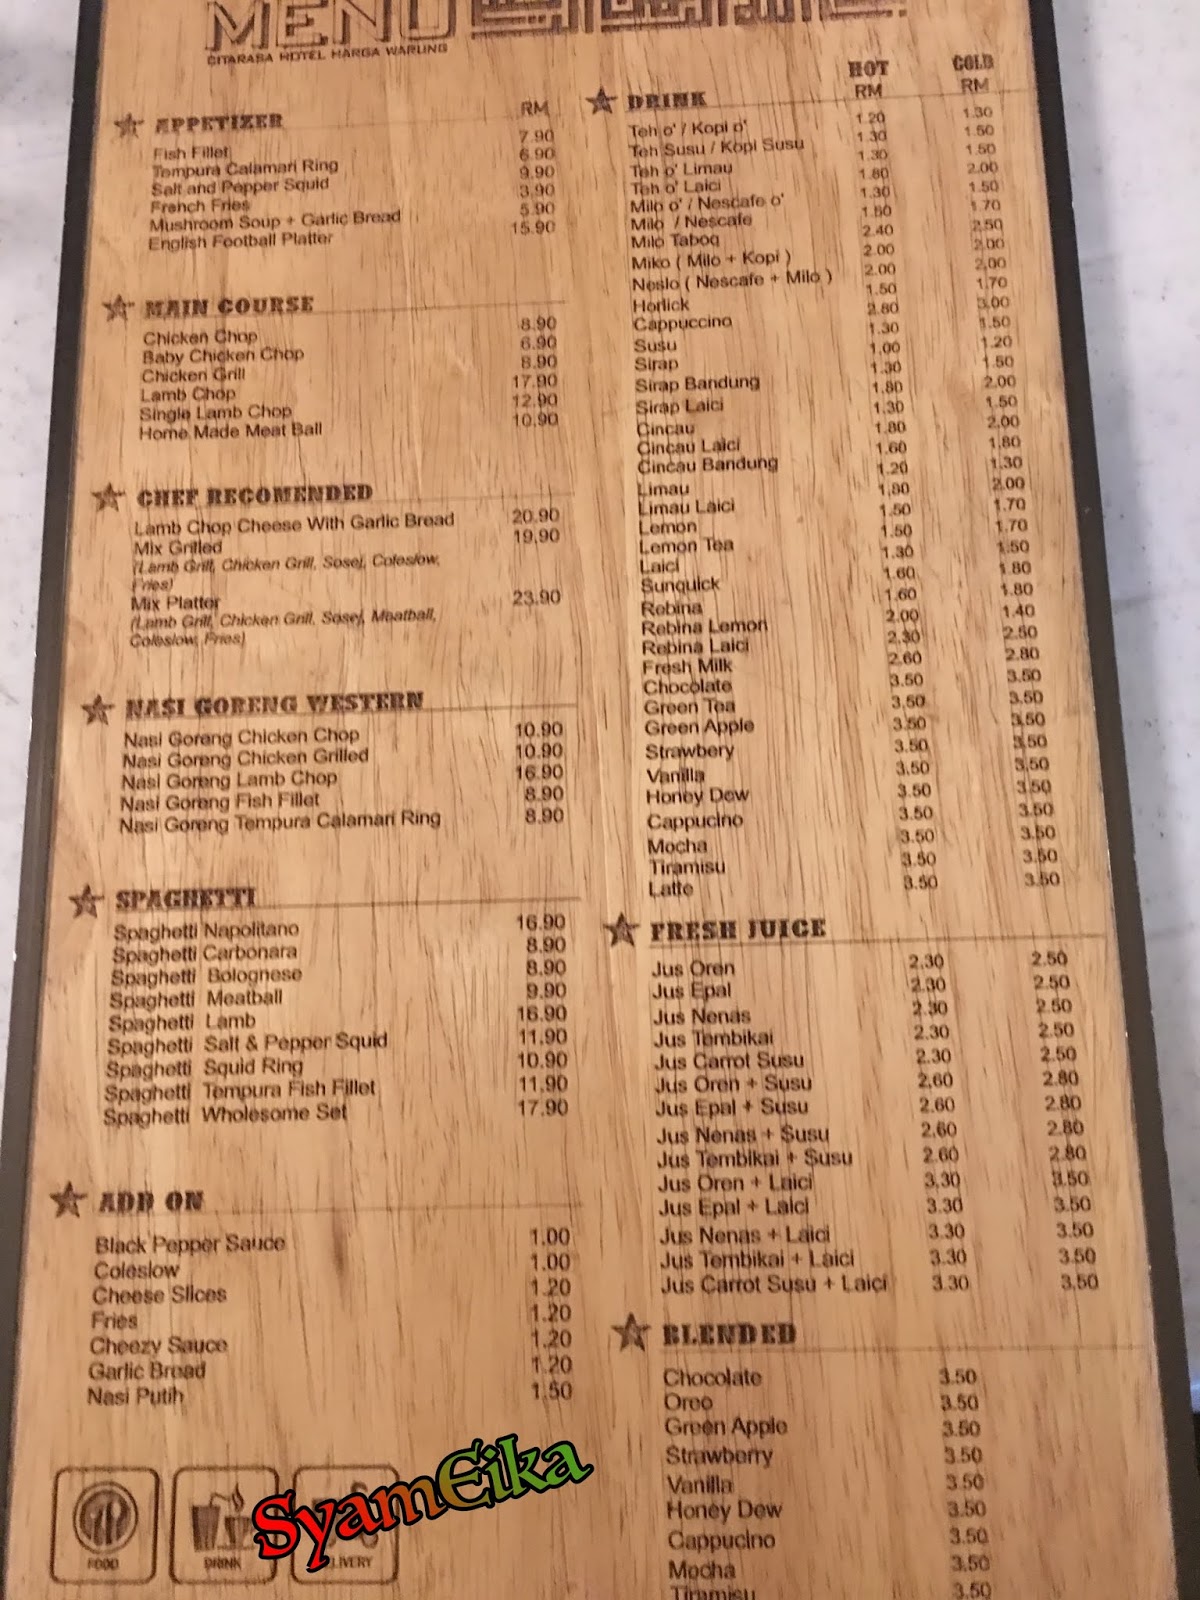 MENU
CITARASA HOTEL HARGA WARUNG
APPETIZER RM
Fish Fillet 7.90
Tempura Calamari Ring 6.90
Salt and Pepper Squid 9.90
French Fries 3.90
Mushroom Soup + Garlic Bread 5.90
English Football Platter 15.90
MAIN COURSE
Chicken Chop 8.90
Baby Chicken Chop 6.90
Chicken Grill 8.90
Lamb Chop 17.90
Single Lamb Chop 12.90
Home Made Meat Ball 10.90
CHEF RECOMENDED
Lamb Chop Cheese With Garlic Bread 20.90
Mix Grilled 19.90
(Lamb Grill, Chicken Grill, Sosej, Coleslow,
Fries)
Mix Platter 23.90
(Lamb Grill, Chicken Grill, Sosej, Meatball,
Coleslow, Fries)
NASI GORENG WESTERN
Nasi Goreng Chicken Chop 10.90
Nasi Goreng Chicken Grilled 10.90
Nasi Goreng Lamb Chop 16.90
Nasi Goreng Fish Fillet 8.90
Nasi Goreng Tempura Calamari Ring 8.90
SPAGHETTI
Spaghetti Napolitano 16.90
Spaghetti Carbonara 8.90
Spaghetti Bolognese 8.90
Spaghetti Meatball 9.90
Spaghetti Lamb 16.90
Spaghetti Salt & Pepper Squid 11.90
Spaghetti Squid Ring 10.90
Spaghetti Tempura Fish Fillet 11.90
Spaghetti Wholesome Set 17.90
ADD ON
Black Pepper Sauce 1.00
Coleslow 1.00
Cheese Slices 1.20
Fries 1.20
Cheezy Sauce 1.20
Garlic Bread 1.20
Nasi Putih 1.50
FOOD
DRINK
LIVERY
SyamEika
HOT COLD
DRINK RM RM
Teh o' / Kopi o' 1.20 1.30
Teh Susu / Kopi Susu 1.30 1.50
Teh o' Limau 1.30 1.50
Teh o' Laici 1.80 2.00
Milo o' / Nescafe o' 1.30 1.50
Milo / Nescafe 1.50 1.70
Milo Taboq 2.40 2.50
Miko ( Milo + Kopi ) 2.00 2.00
Neslo ( Nescafe + Milo ) 2.00 2.00
Horlick 1.50 1.70
Cappuccino 2.80 3.00
Susu 1.30 1.50
Sirap 1.00 1.20
Sirap Bandung 1.30 1.50
Sirap Laici 1.80 2.00
Cincau 1.30 1.50
Cincau Laici 1.80 2.00
Cincau Bandung 1.60 1.80
Limau 1.20 1.30
Limau Laici 1.80 2.00
Lemon 1.50 1.70
Lemon Tea 1.50 1.70
Laici 1.30 1.50
Sunquick 1.60 1.80
Rebina 1.60 1.80
Rebina Lemon 2.00 1.40
Rebina Laici 2.30 2.50
Fresh Milk 2.60 2.80
Chocolate 3.50 3.50
Green Tea 3.50 3.50
Green Apple 3.50 3.50
Strawbery 3.50 3.50
Vanilla 3.50 3.50
Honey Dew 3.50 3.50
Cappucino 3.50 3.50
Mocha 3.50 3.50
Tiramisu 3.50 3.50
Latte 3.50 3.50
FRESH JUICE
Jus Oren 2.30 2.50
Jus Epal 2.30 2.50
Jus Nenas 2.30 2.50
Jus Tembikai 2.30 2.50
Jus Carrot Susu 2.30 2.50
Jus Oren + Susu 2.60 2.80
Jus Epal + Susu 2.60 2.80
Jus Nenas + Susu 2.60 2.80
Jus Tembikai + Susu 2.60 2.80
Jus Oren + Laici 3.30 3.50
Jus Epal + Laici 3.30 3.50
Jus Nenas + Laici 3.30 3.50
Jus Tembikai + Laici 3.30 3.50
Jus Carrot Susu + Laici 3.30 3.50
BLENDED
Chocolate 3.50
Oreo 3.50
Green Apple 3.50
Strawberry 3.50
Vanilla 3.50
Honey Dew 3.50
Cappucino 3.50
Mocha 3.50
Tiramisu 3.50